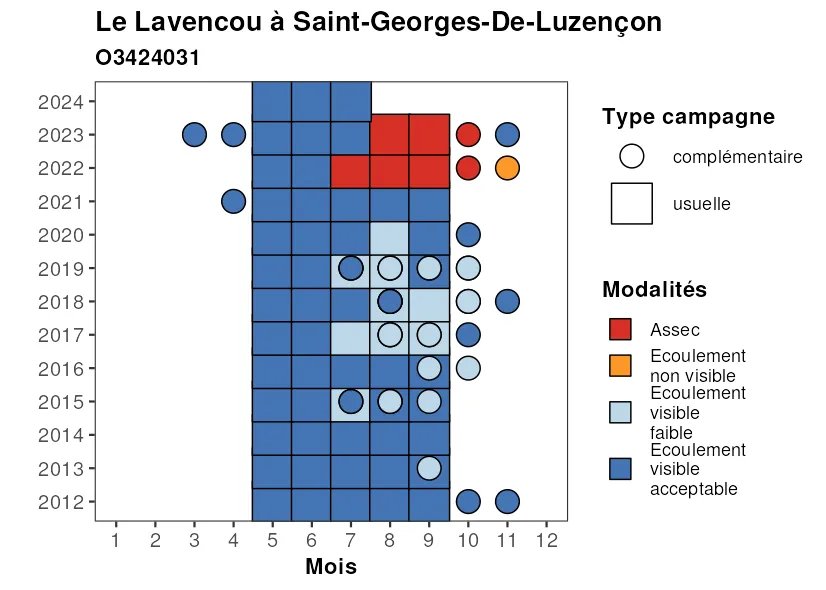 Le Lavencou à Saint-Georges-De-Luzençon
O3424031
2024
2023
2022
2021
2020
2019
2018
2017
2016
2015
2014
2013
2012
1 2 3 4 5 6 7 8 9 10 11 12
Mois
Type campagne
complémentaire
usuelle
Modalités
Assec
Ecoulement
non visible
Ecoulement
visible
faible
Ecoulement
visible
acceptable